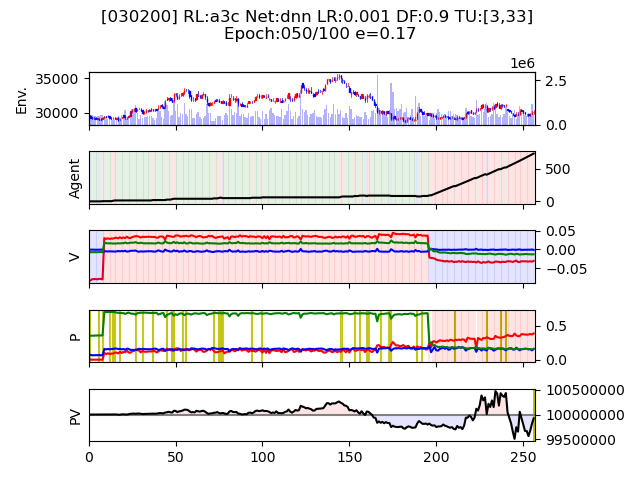 [030200] RL:a3c Net:dnn LR:0.001 DF:0.9 TU:[3,33]
Epoch:050/100 e=0.17
1e6
Env.
35000
30000
2.5
0.0
Agent
500
0
V
0.05
0.00
−0.05
P
0.5
0.0
PV
100500000
100000000
99500000
0 50 100 150 200 250